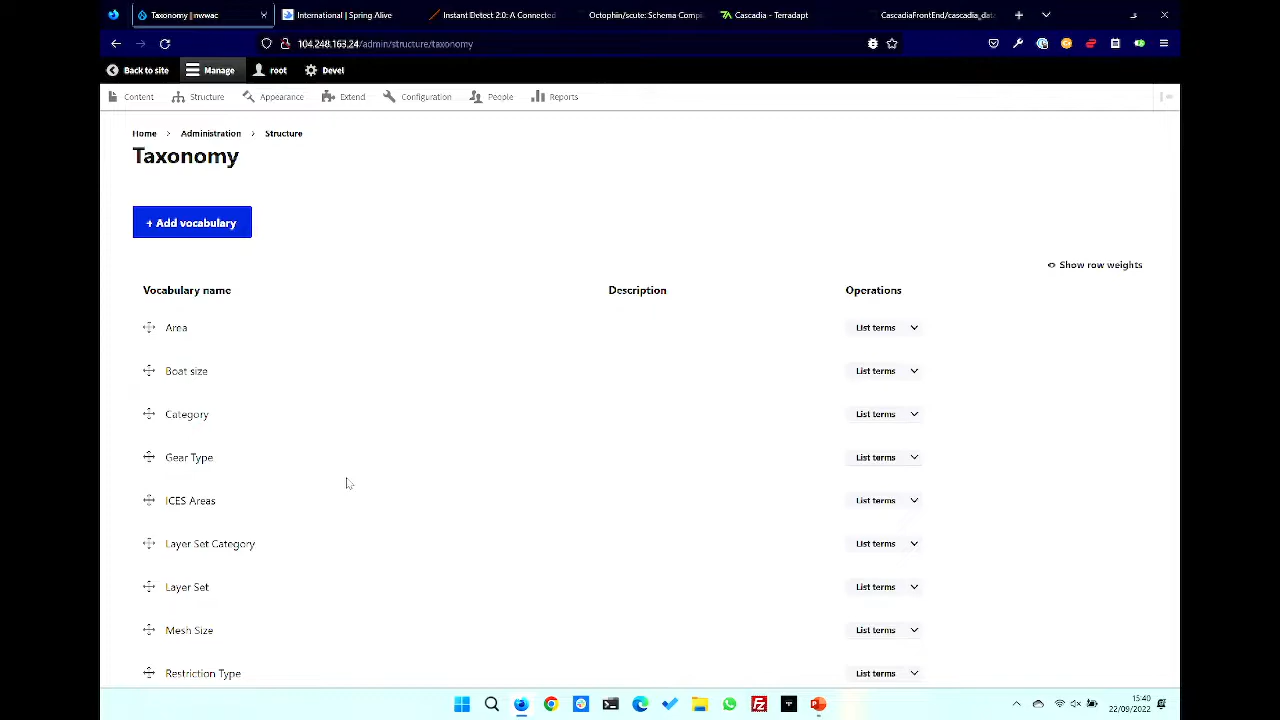 Taxonomy | nwwac
International | Spring Alive
Instant Detect 2.0: A Connected
Octophin/scute: Schema Compi
Cascadia - Terradapt
CascadiaFrontEnd/cascadia_dat
104.248.163.24/admin/structure/taxonomy
Back to site
Manage
root
Devel
Content
Structure
Appearance
Extend
Configuration
People
Reports
Home > Administration > Structure
Taxonomy
+ Add vocabulary
Show row weights
Vocabulary name Description Operations
Area List terms
Boat size List terms
Category List terms
Gear Type List terms
ICES Areas List terms
Layer Set Category List terms
Layer Set List terms
Mesh Size List terms
Restriction Type List terms
15:40
22/09/2022